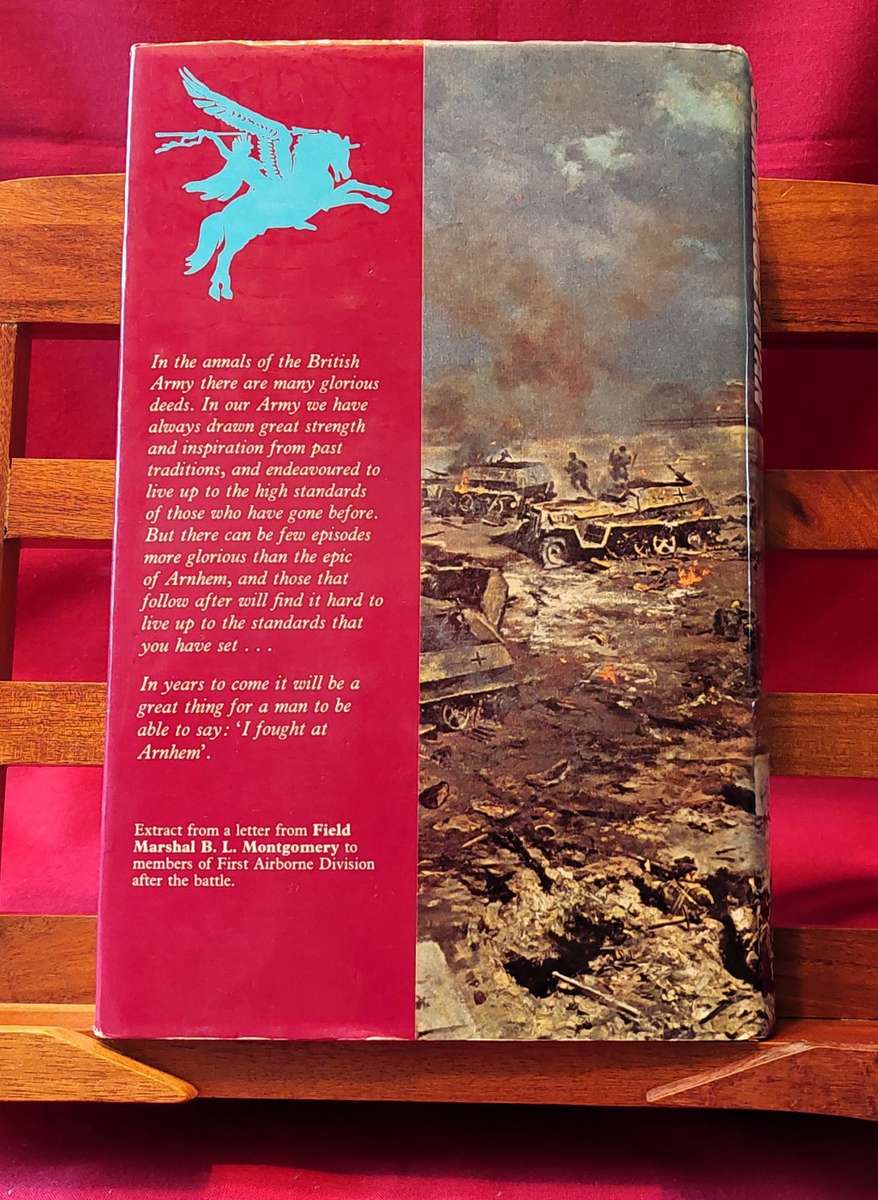 In the annals of the British
Army there are many glorious
deeds. In our Army we have
always drawn great strength
and inspiration from past
traditions, and endeavoured to
live up to the high standards
of those who have gone before.
But there can be few episodes
more glorious than the epic
of Arnhem, and those that
follow after will find it hard to
live up to the standards that
you have set . . .
In years to come it will be a
great thing for a man to be
able to say: ‘I fought at
Arnhem’.
Extract from a letter from Field
Marshal B. L. Montgomery to
members of First Airborne Division
after the battle.